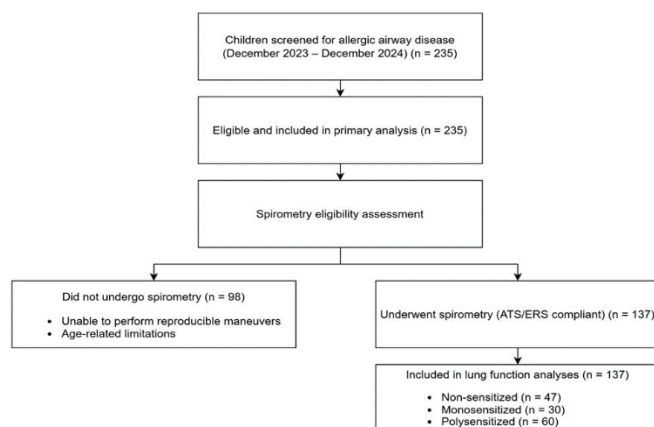 Children screened for allergic airway disease
(December 2023 – December 2024) (n = 235)
Eligible and included in primary analysis (n = 235)
Spirometry eligibility assessment
Did not undergo spirometry (n = 98)
• Unable to perform reproducible maneuvers
• Age-related limitations
Underwent spirometry (ATS/ERS compliant) (n = 137)
Included in lung function analyses (n = 137)
• Non-sensitized (n = 47)
• Monosensitized (n = 30)
• Polysensitized (n = 60)